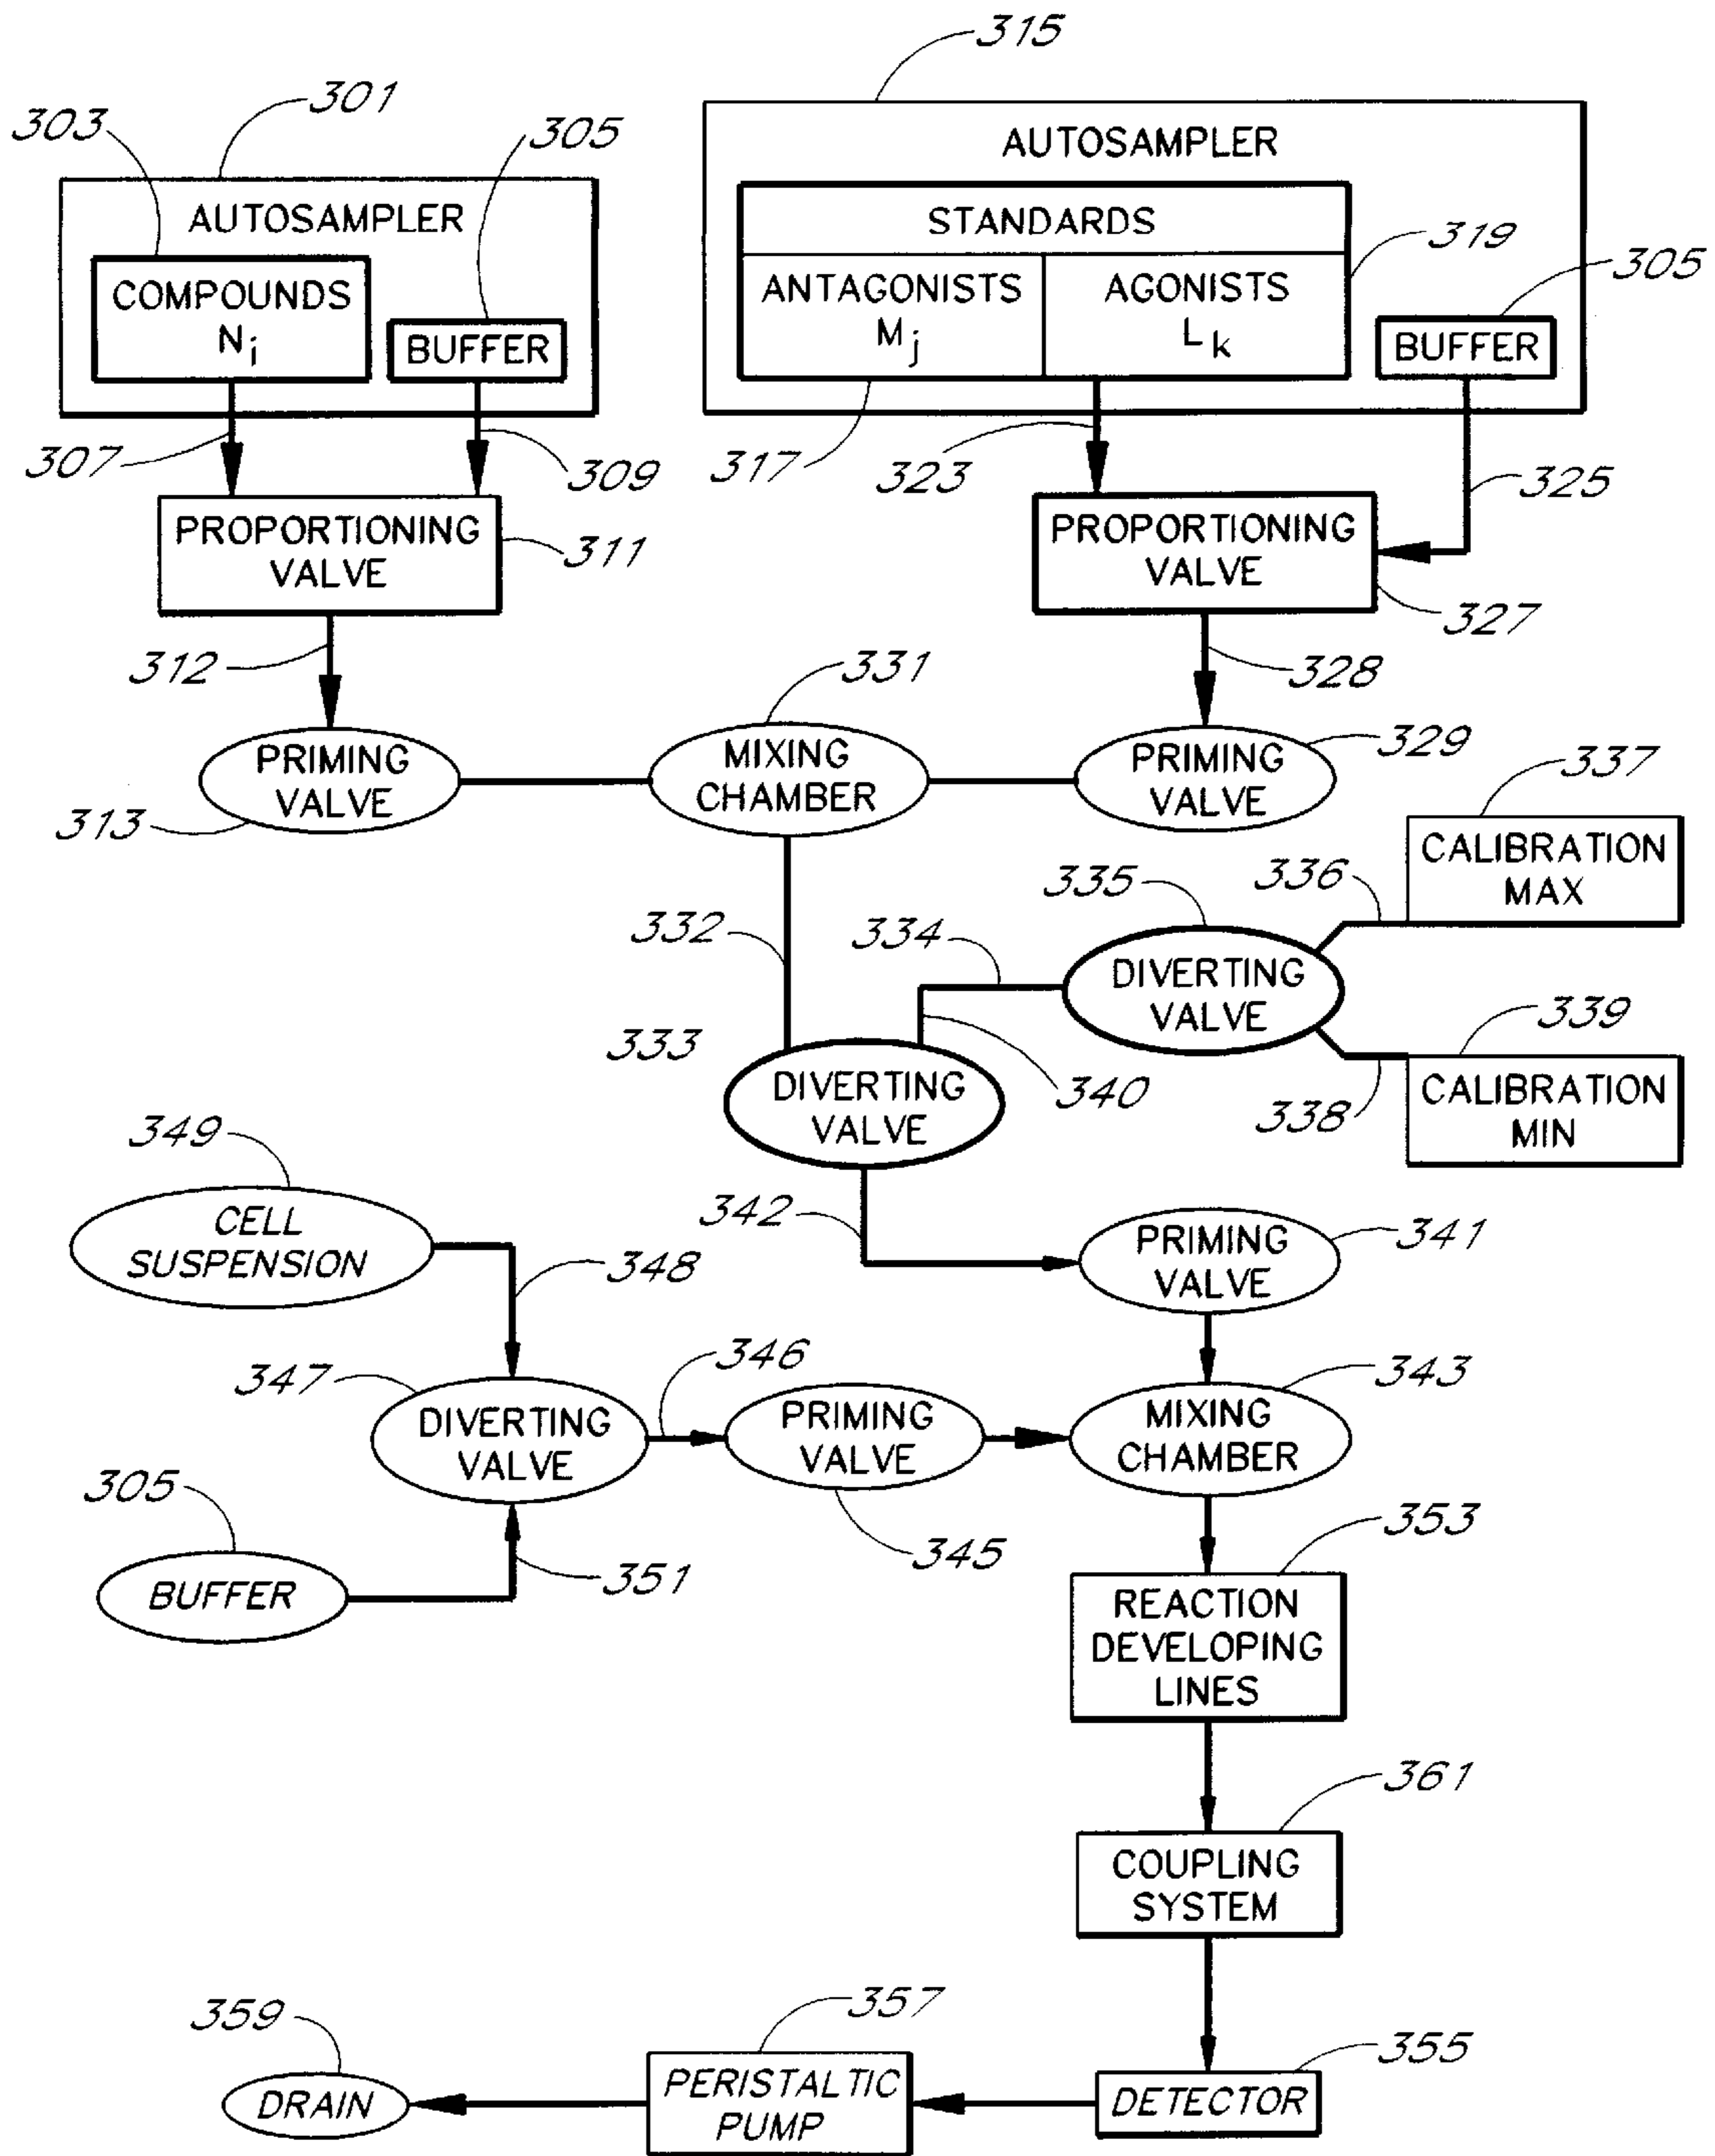 315
301
303
305
AUTOSAMPLER
AUTOSAMPLER
STANDARDS
319
305
COMPOUNDS
N i
BUFFER
ANTAGONISTS
M j
AGONISTS
L k
BUFFER
307
309
317
323
325
PROPORTIONING
VALVE
311
PROPORTIONING
VALVE
327
312
331
328
PRIMING
VALVE
MIXING
CHAMBER
PRIMING
VALVE
329
313
337
CALIBRATION
MAX
335
336
332
334
DIVERTING
VALVE
333
339
DIVERTING
VALVE
340
338
CALIBRATION
MIN
349
CELL
SUSPENSION
342
PRIMING
VALVE
341
348
347
346
343
DIVERTING
VALVE
PRIMING
VALVE
MIXING
CHAMBER
305
345
353
BUFFER
351
REACTION
DEVELOPING
LINES
361
COUPLING
SYSTEM
359
357
355
DRAIN
PERISTALTIC
PUMP
DETECTOR